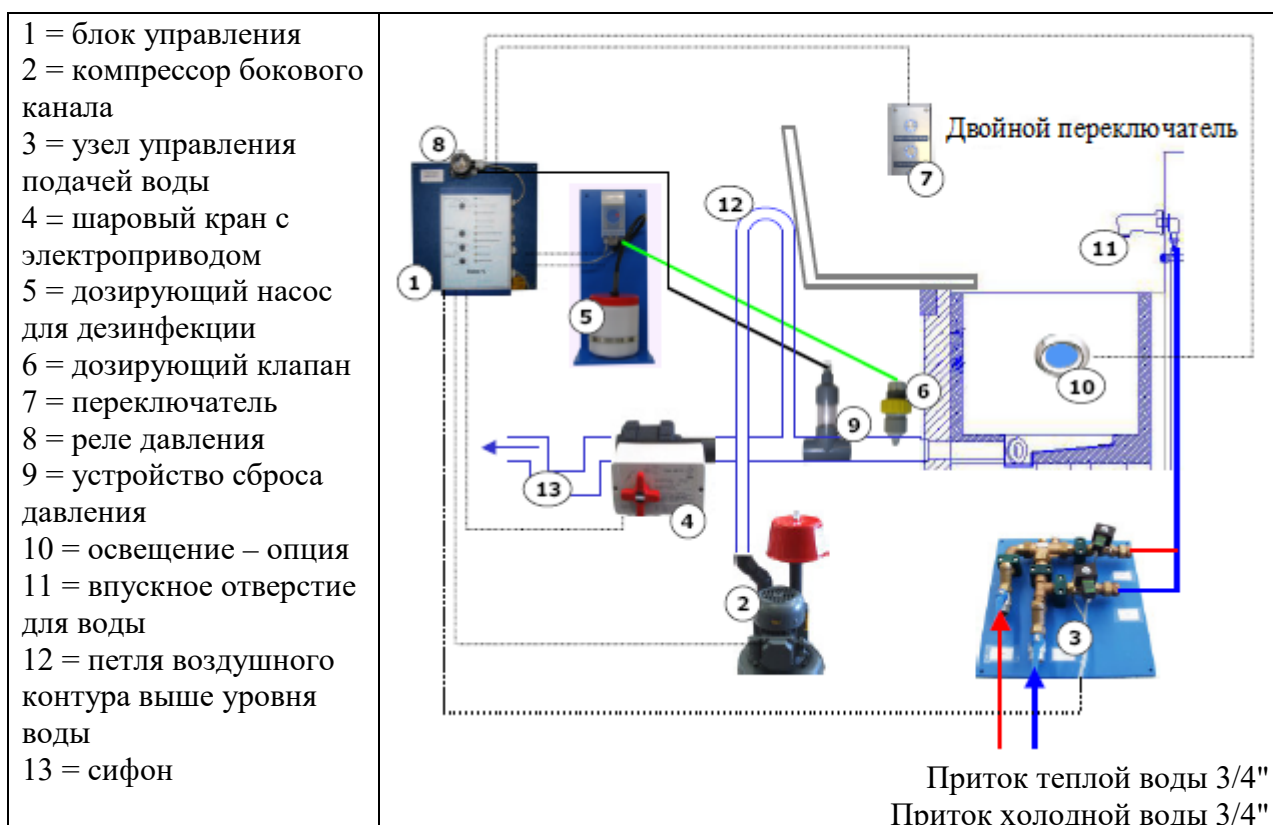 1 = блок управления
2 = компрессор бокового
канала
3 = узел управления
подачей воды
4 = шаровый кран с
электроприводом
5 = дозирующий насос
для дезинфекции
6 = дозирующий клапан
7 = переключатель
8 = реле давления
9 = устройство сброса
давления
10 = освещение – опция
11 = впускное отверстие
для воды
12 = петля воздушного
контура выше уровня
воды
13 = сифон
Двойной переключатель
8
7
12
11
1
5
6
10
9
13
4
2
3
Приток теплой воды 3/4"
Приток холодной воды 3/4"